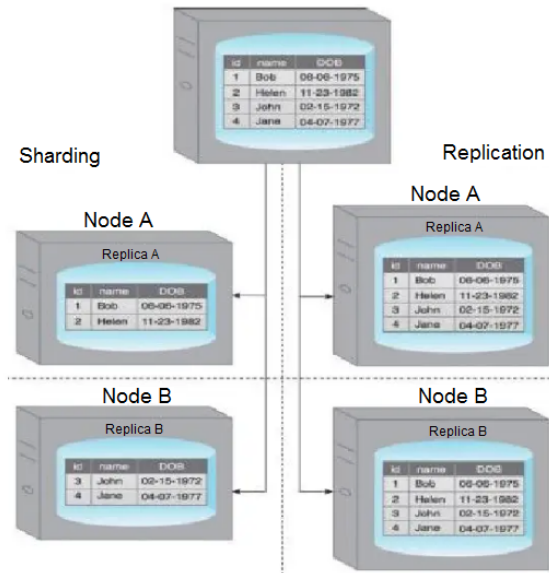 id name DOB
1 Bob 06-06-1975
2 Helen 11-23-1982
3 John 02-15-1972
4 Jane 04-07-1977
Sharding
Replication
Node A
Replica A
id name DOB
1 Bob 06-06-1975
2 Helen 11-23-1982
Node A
Replica A
id name DOB
1 Bob 06-06-1975
2 Helen 11-23-1982
3 John 02-15-1972
4 Jane 04-07-1977
Node B
Replica B
id name DOB
3 John 02-15-1972
4 Jane 04-07-1977
Node B
Replica B
id name DOB
1 Bob 06-06-1975
2 Helen 11-23-1982
3 John 02-15-1972
4 Jane 04-07-1977